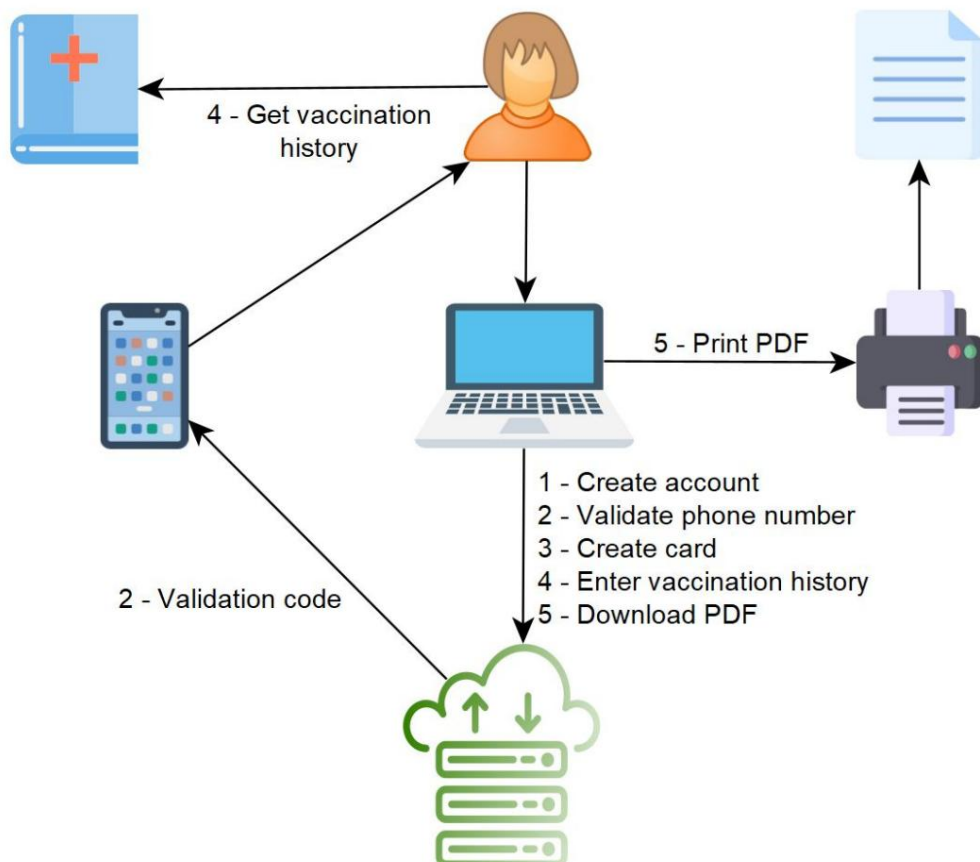 4 - Get vaccination
history
5 - Print PDF
1 - Create account
2 - Validate phone number
3 - Create card
4 - Enter vaccination history
5 - Download PDF
2 - Validation code